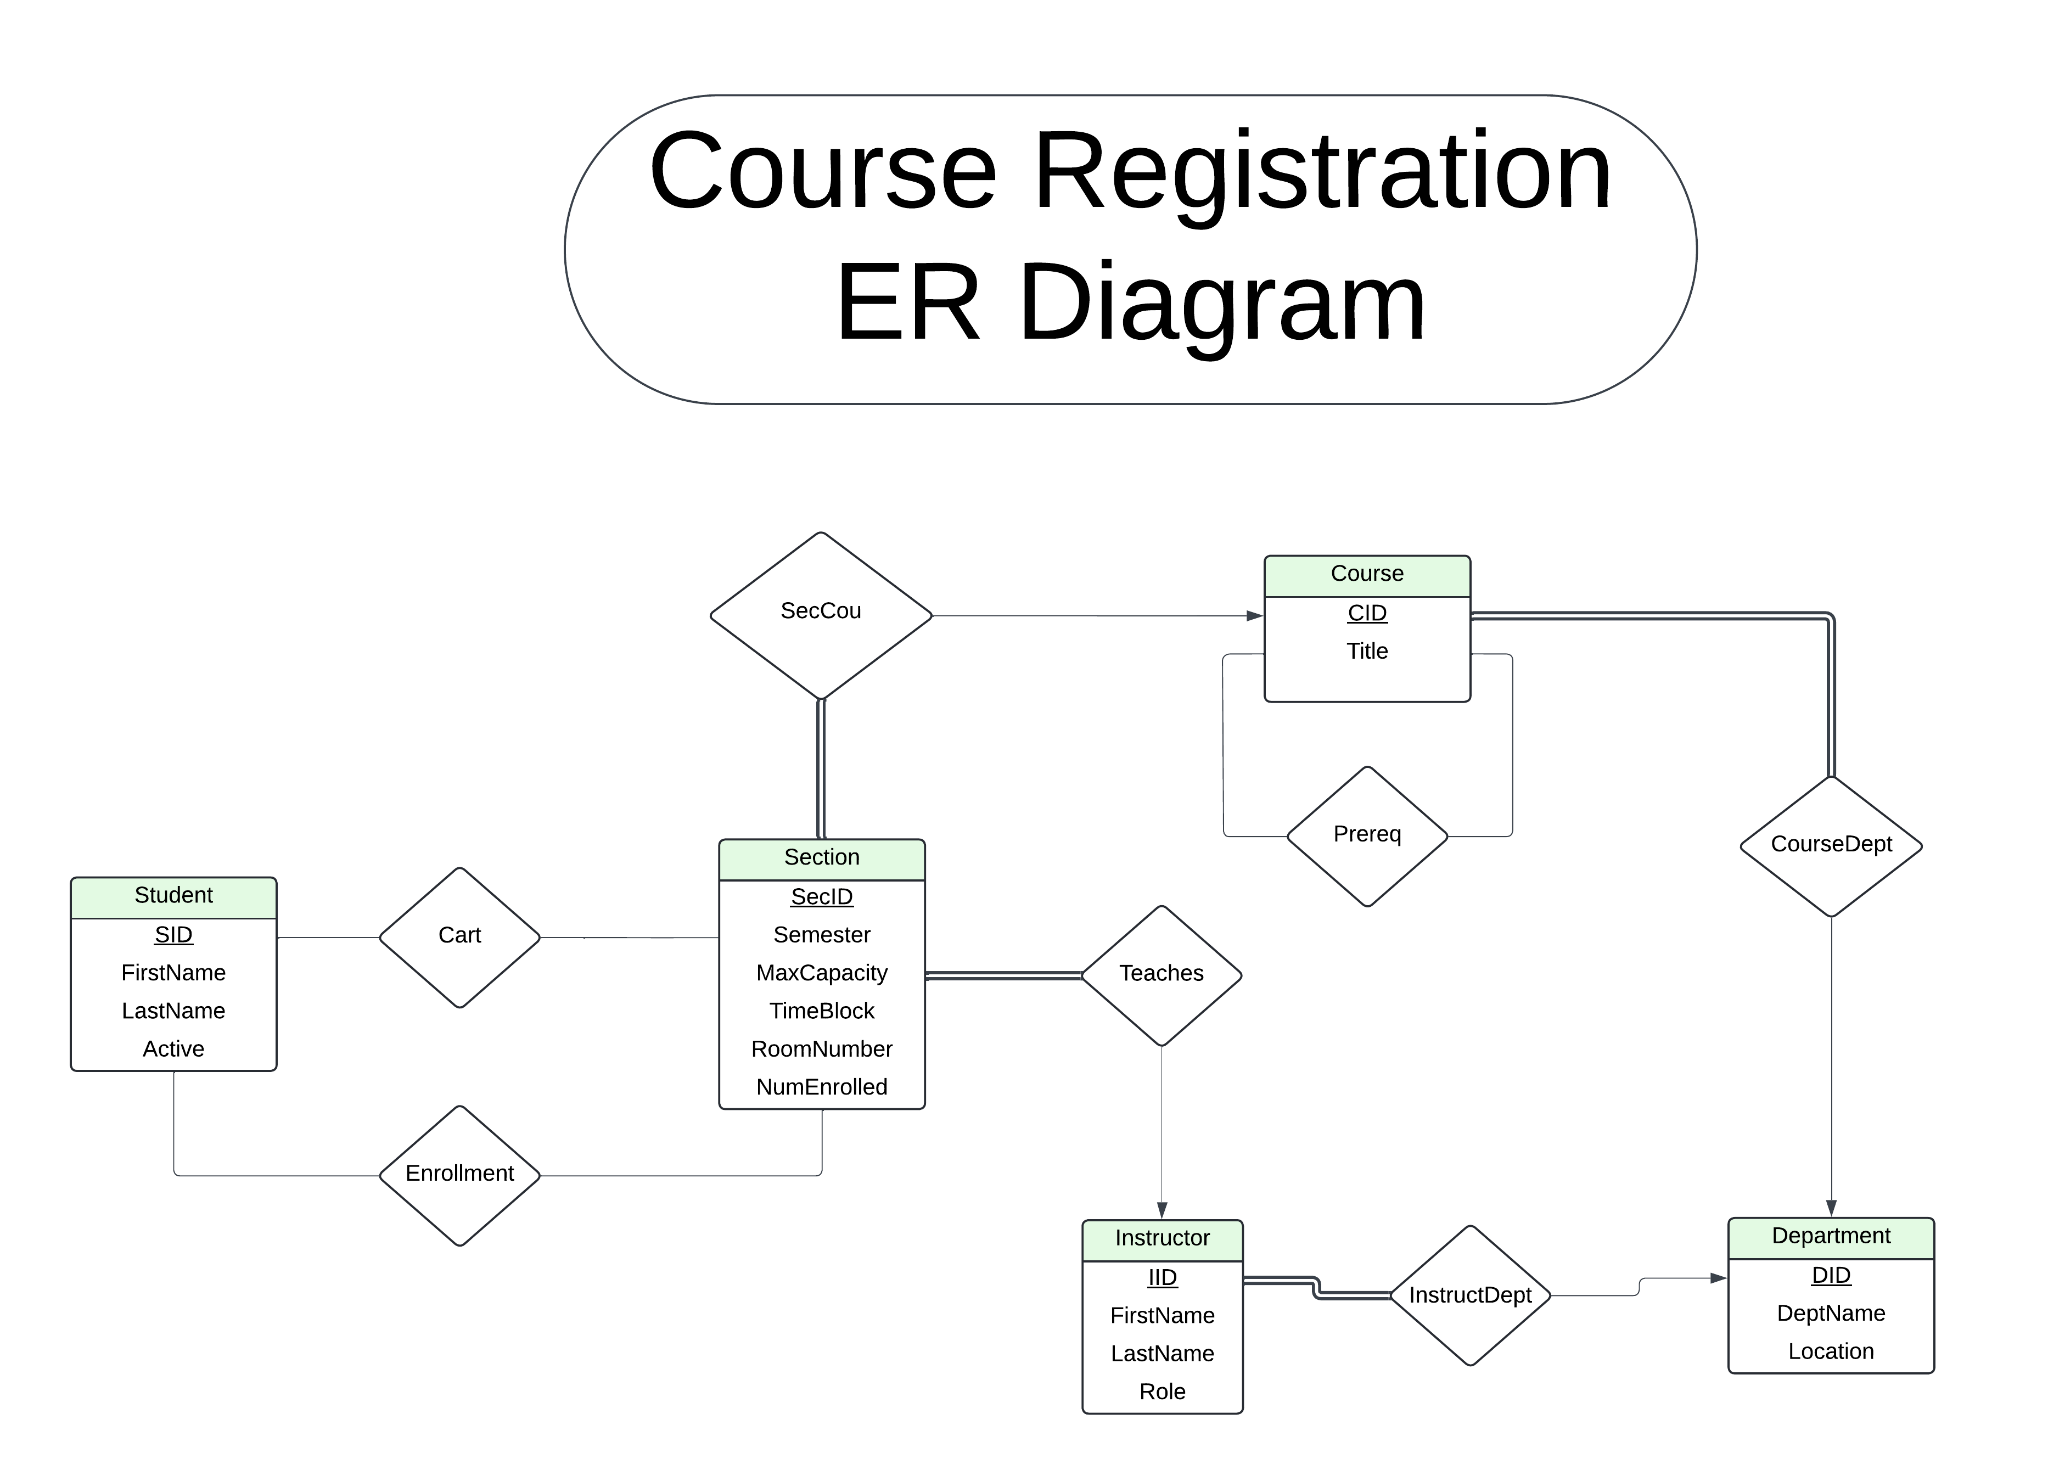 Course Registration
ER Diagram
SecCou
Course
CID
Title
Prereq
CourseDept
Student
SID
FirstName
LastName
Active
Cart
Section
SecID
Semester
MaxCapacity
TimeBlock
RoomNumber
NumEnrolled
Teaches
Enrollment
Instructor
IID
FirstName
LastName
Role
InstructDept
Department
DID
DeptName
Location